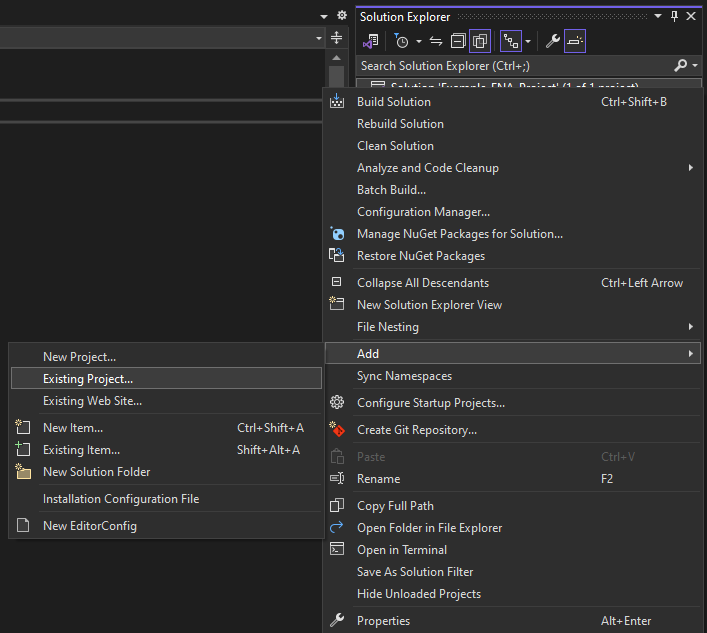 Solution Explorer
Search Solution Explorer (Ctrl+;)
Solution 'Example_FNA_Project' (1 of 1 project)
Build Solution Ctrl+Shift+B
Rebuild Solution
Clean Solution
Analyze and Code Cleanup
Batch Build...
Configuration Manager...
Manage NuGet Packages for Solution...
Restore NuGet Packages
Collapse All Descendants Ctrl+Left Arrow
New Solution Explorer View
File Nesting
Add
Sync Namespaces
Configure Startup Projects...
Create Git Repository...
Paste Ctrl+V
Rename F2
Copy Full Path
Open Folder in File Explorer
Open in Terminal
Save As Solution Filter
Hide Unloaded Projects
Properties Alt+Enter
New Project...
Existing Project...
Existing Web Site...
New Item... Ctrl+Shift+A
Existing Item... Shift+Alt+A
New Solution Folder
Installation Configuration File
New EditorConfig